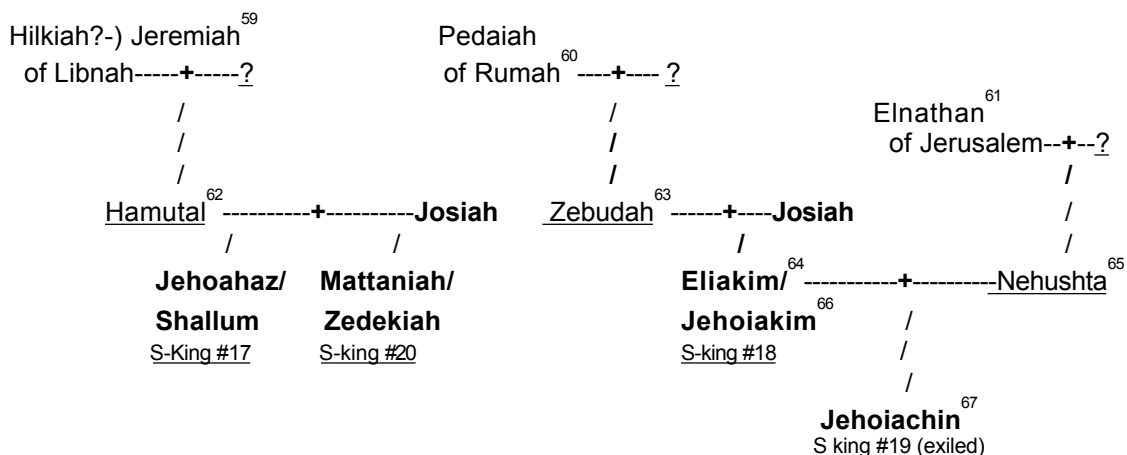 Hilkiah?-) Jeremiah59 Pedaiah
of Libnah-----+-----? of Rumah60 ----+---- ?
/ / Elnathan61
/ / of Jerusalem--+--?
/ / /
Hamutal62 ----------+----------Josiah Zebudah63 ------+----Josiah /
/ / / /
Jehoahaz/ Mattaniah/ Eliakim/64 -----------+----------Nehushta65
Shallum Zedekiah Jehoiakim66 /
S-King #17 S-king #20 S-king #18 /
/
Jehoiachin67
S king #19 (exiled)